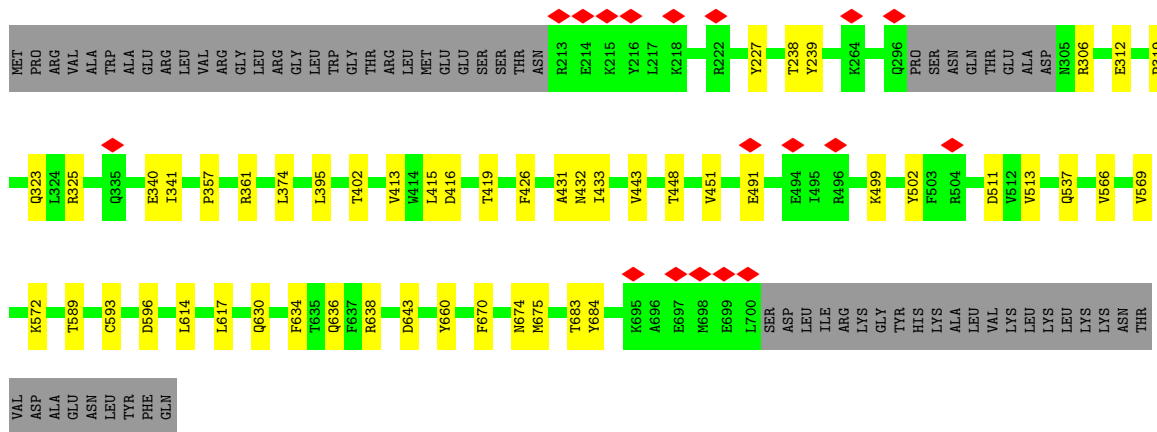 MET PRO ARG VAL ALA TRP ALA GLU ARG LEU VAL ARG GLY LEU ARG GLY LEU TRP GLY THR ARG LEU MET GLU GLU SER SER THR ASN R213 E214 K215 Y216 L217 K218 R222 Y227 T238 Y239 K264 Q296 PRO SER ASN GLN THR GLU ALA ASP N305 R306 E312
Q323 L324 R325 Q335 E340 I341 P357 R361 L374 L395 T402 V413 W414 L415 D416 T419 F426 A431 N432 I433 V443 T448 V451 E491 E494 I495 R496 K499 Y502 F503 R504 D511 V512 V513 Q537 V566 V569
K572 T589 C593 D596 L614 L617 Q630 F634 T635 Q636 F637 R638 D643 Y660 F670 N674 M675 T683 Y684 K695 A696 E697 M698 E699 L700 SER ASP LEU ILE ARG LYS GLY TYR HIS LYS ALA LEU VAL LYS LEU LYS LEU LYS LYS ASN THR
VAL ASP ALA GLU ASN LEU TYR PHE GLN